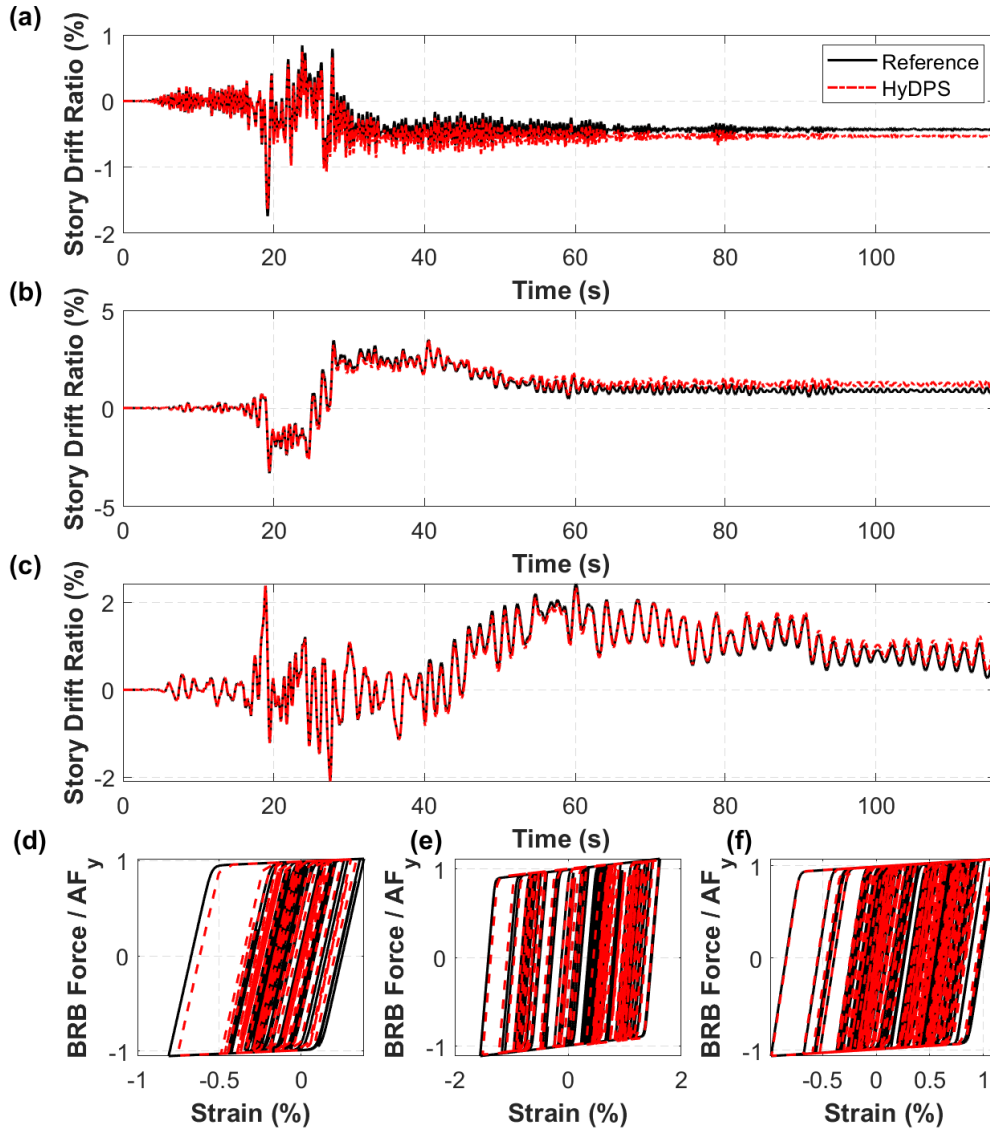 (a)
Story Drift Ratio (%)
1
0
-1
-2
Reference
HyDPS
0 20 40 60 80 100
Time (s)
(b)
Story Drift Ratio (%)
5
0
-5
0 20 40 60 80 100
Time (s)
(c)
Story Drift Ratio (%)
2
0
-2
0 20 40 60 80 100
Time (s)
(d)
BRB Force / AFy
1
0
-1
-1 -0.5 0
Strain (%)
(e)
BRB Force / AFy
1
0
-1
-2 0 2
Strain (%)
(f)
BRB Force / AFy
1
0
-1
-0.5 0 0.5 1
Strain (%)